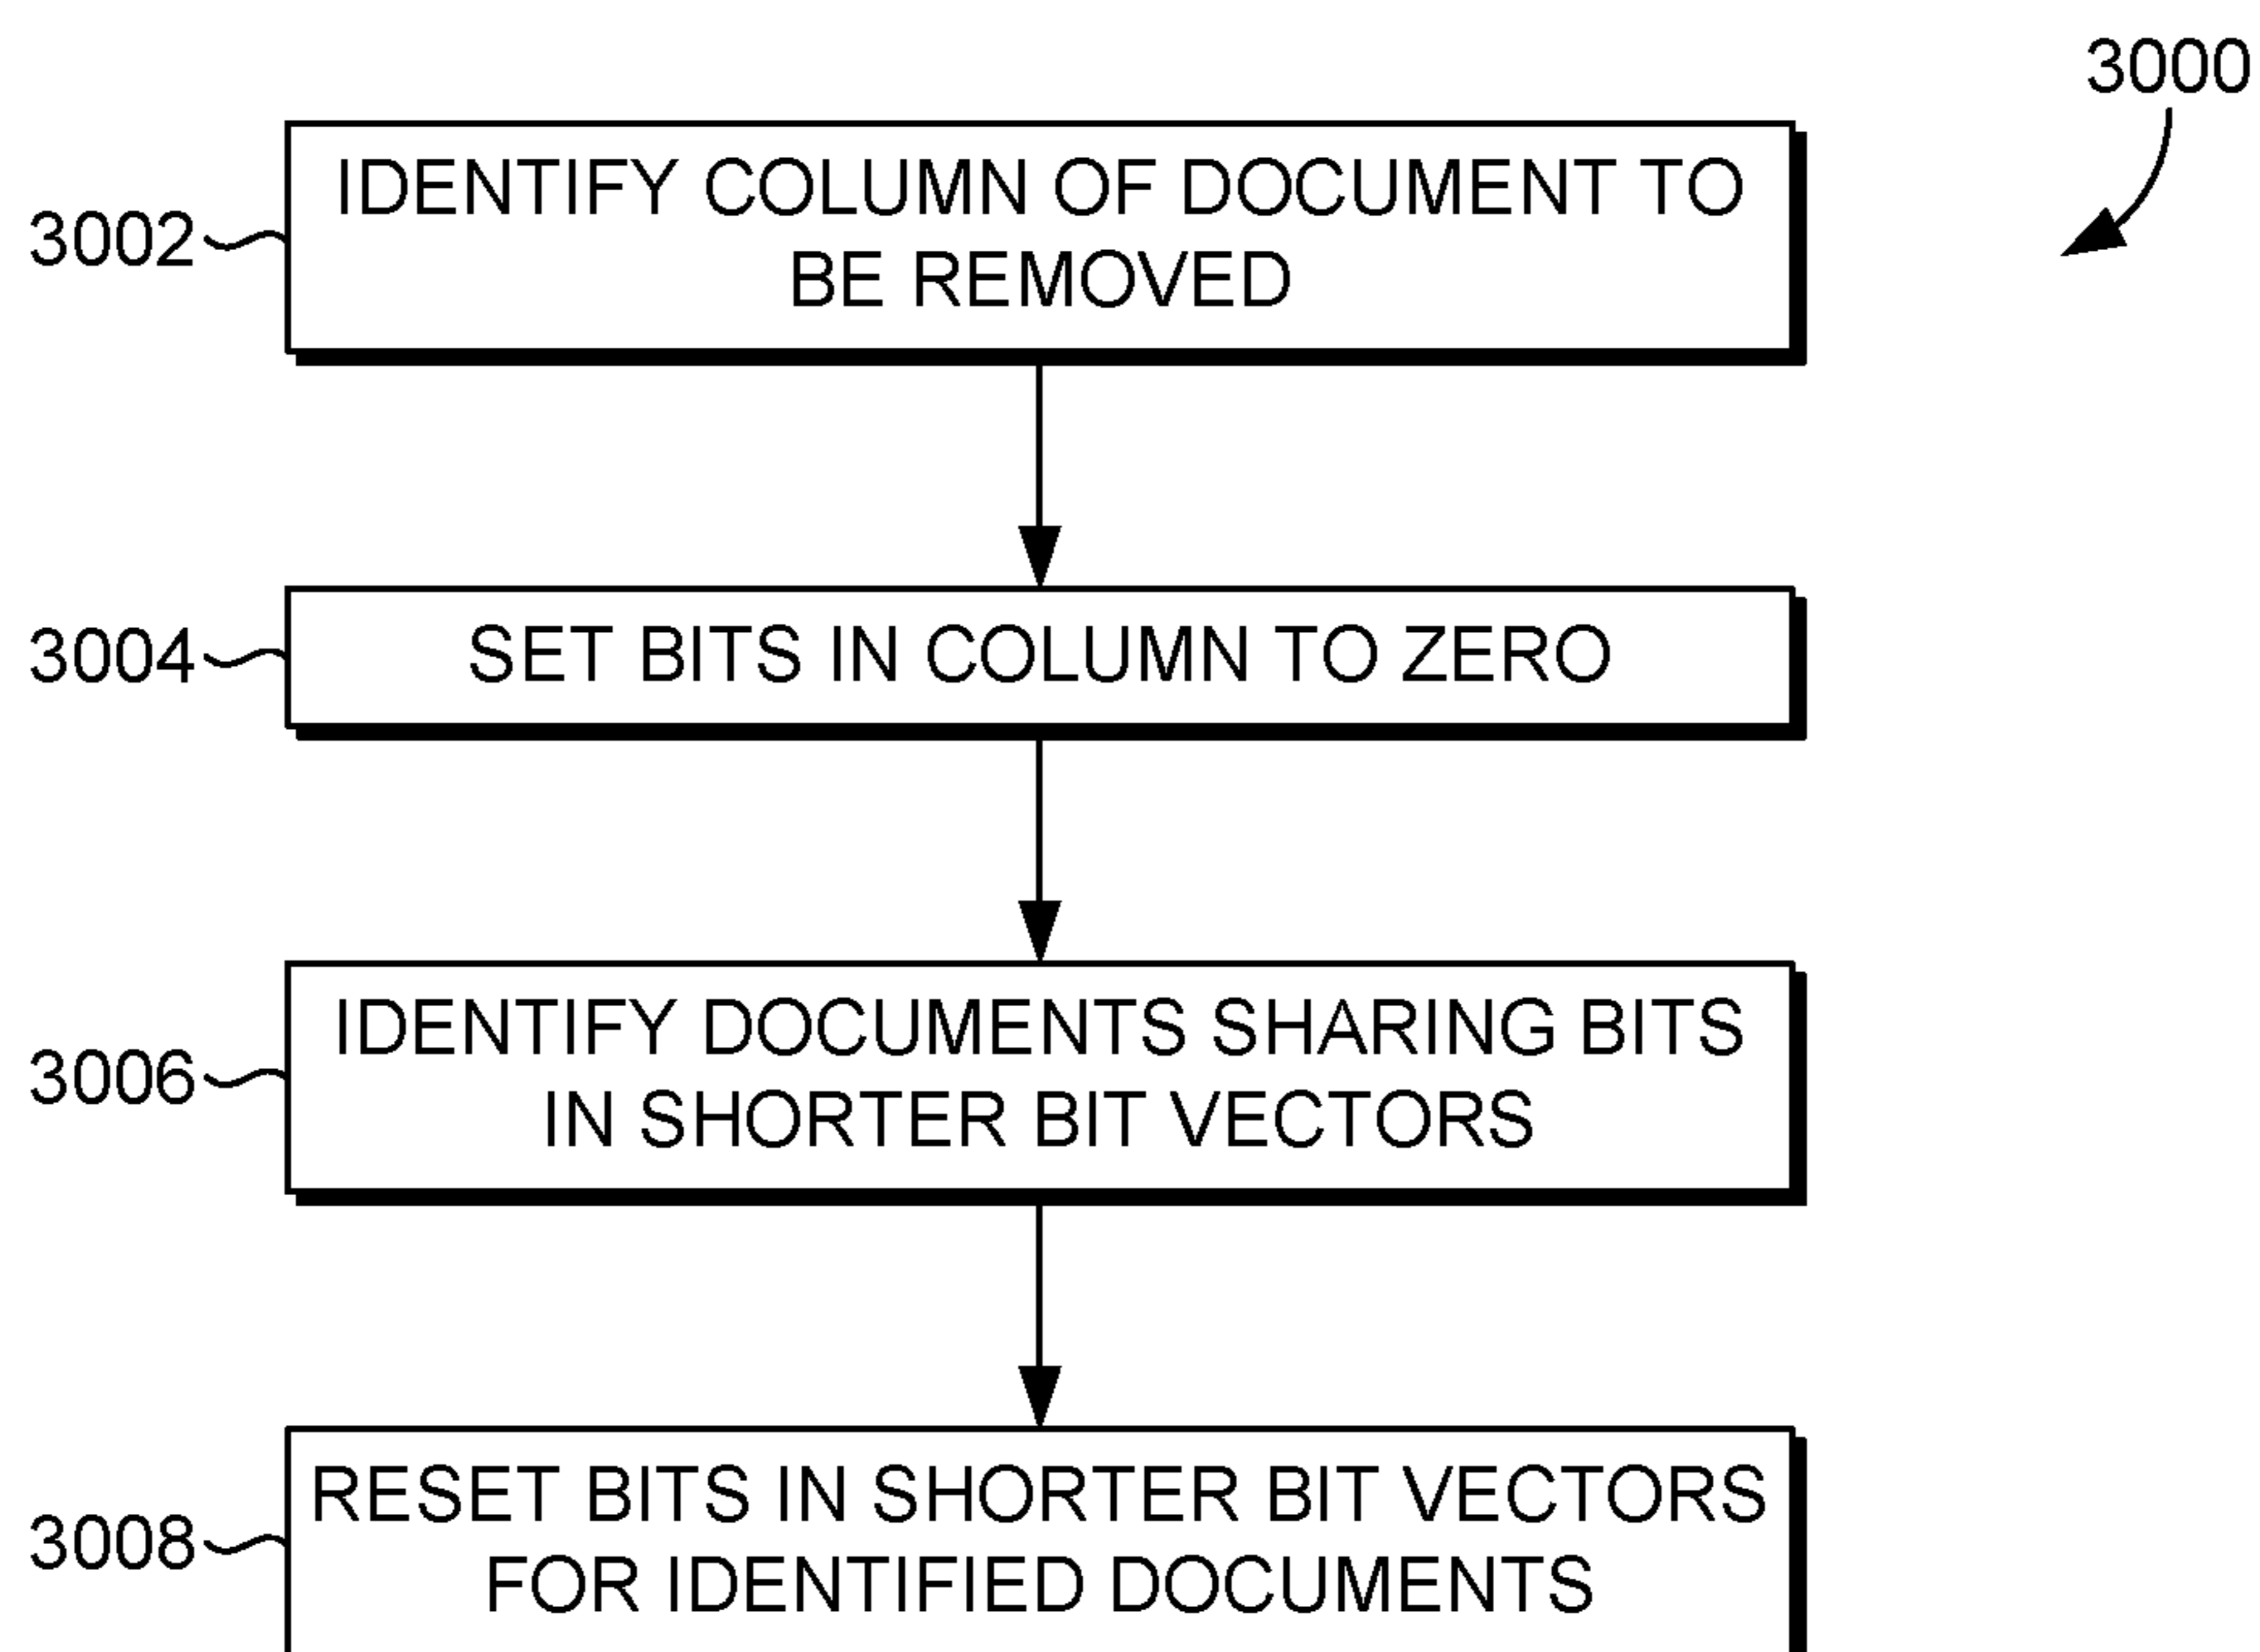 3000
IDENTIFY COLUMN OF DOCUMENT TO
BE REMOVED
3002
SET BITS IN COLUMN TO ZERO
3004
IDENTIFY DOCUMENTS SHARING BITS
IN SHORTER BIT VECTORS
3006
RESET BITS IN SHORTER BIT VECTORS
FOR IDENTIFIED DOCUMENTS
3008